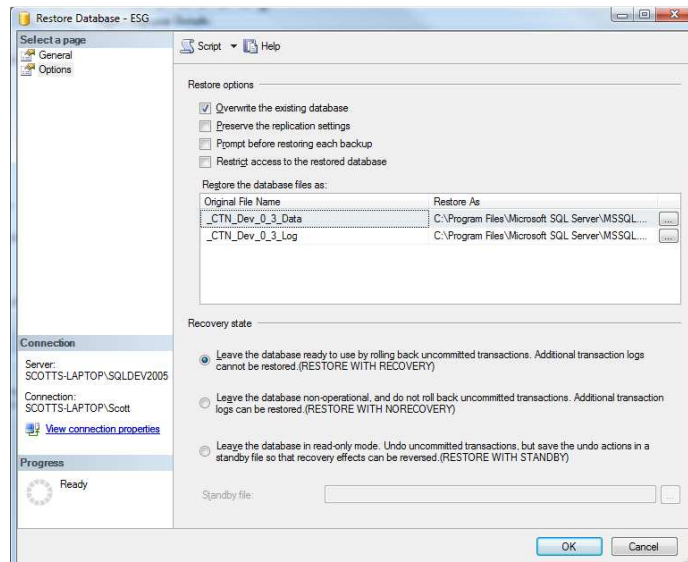 Restore Database - ESG
Select a page
General
Options
Script
Help
Restore options
Overwrite the existing database
Preserve the replication settings
Prompt before restoring each backup
Restrict access to the restored database
Restore the database files as:
Original File Name Restore As
_CTN_Dev_0_3_Data C:\Program Files\Microsoft SQL Server\MSSQL.... ...
_CTN_Dev_0_3_Log C:\Program Files\Microsoft SQL Server\MSSQL.... ...
Recovery state
Leave the database ready to use by rolling back uncommitted transactions. Additional transaction logs
cannot be restored.(RESTORE WITH RECOVERY)
Leave the database non-operational, and do not roll back uncommitted transactions. Additional transaction
logs can be restored.(RESTORE WITH NORECOVERY)
Leave the database in read-only mode. Undo uncommitted transactions, but save the undo actions in a
standby file so that recovery effects can be reversed.(RESTORE WITH STANDBY)
Standby file: ...
Connection
Server:
SCOTTS-LAPTOP\SQLDEV2005
Connection:
SCOTTS-LAPTOP\Scott
View connection properties
Progress
Ready
OK Cancel